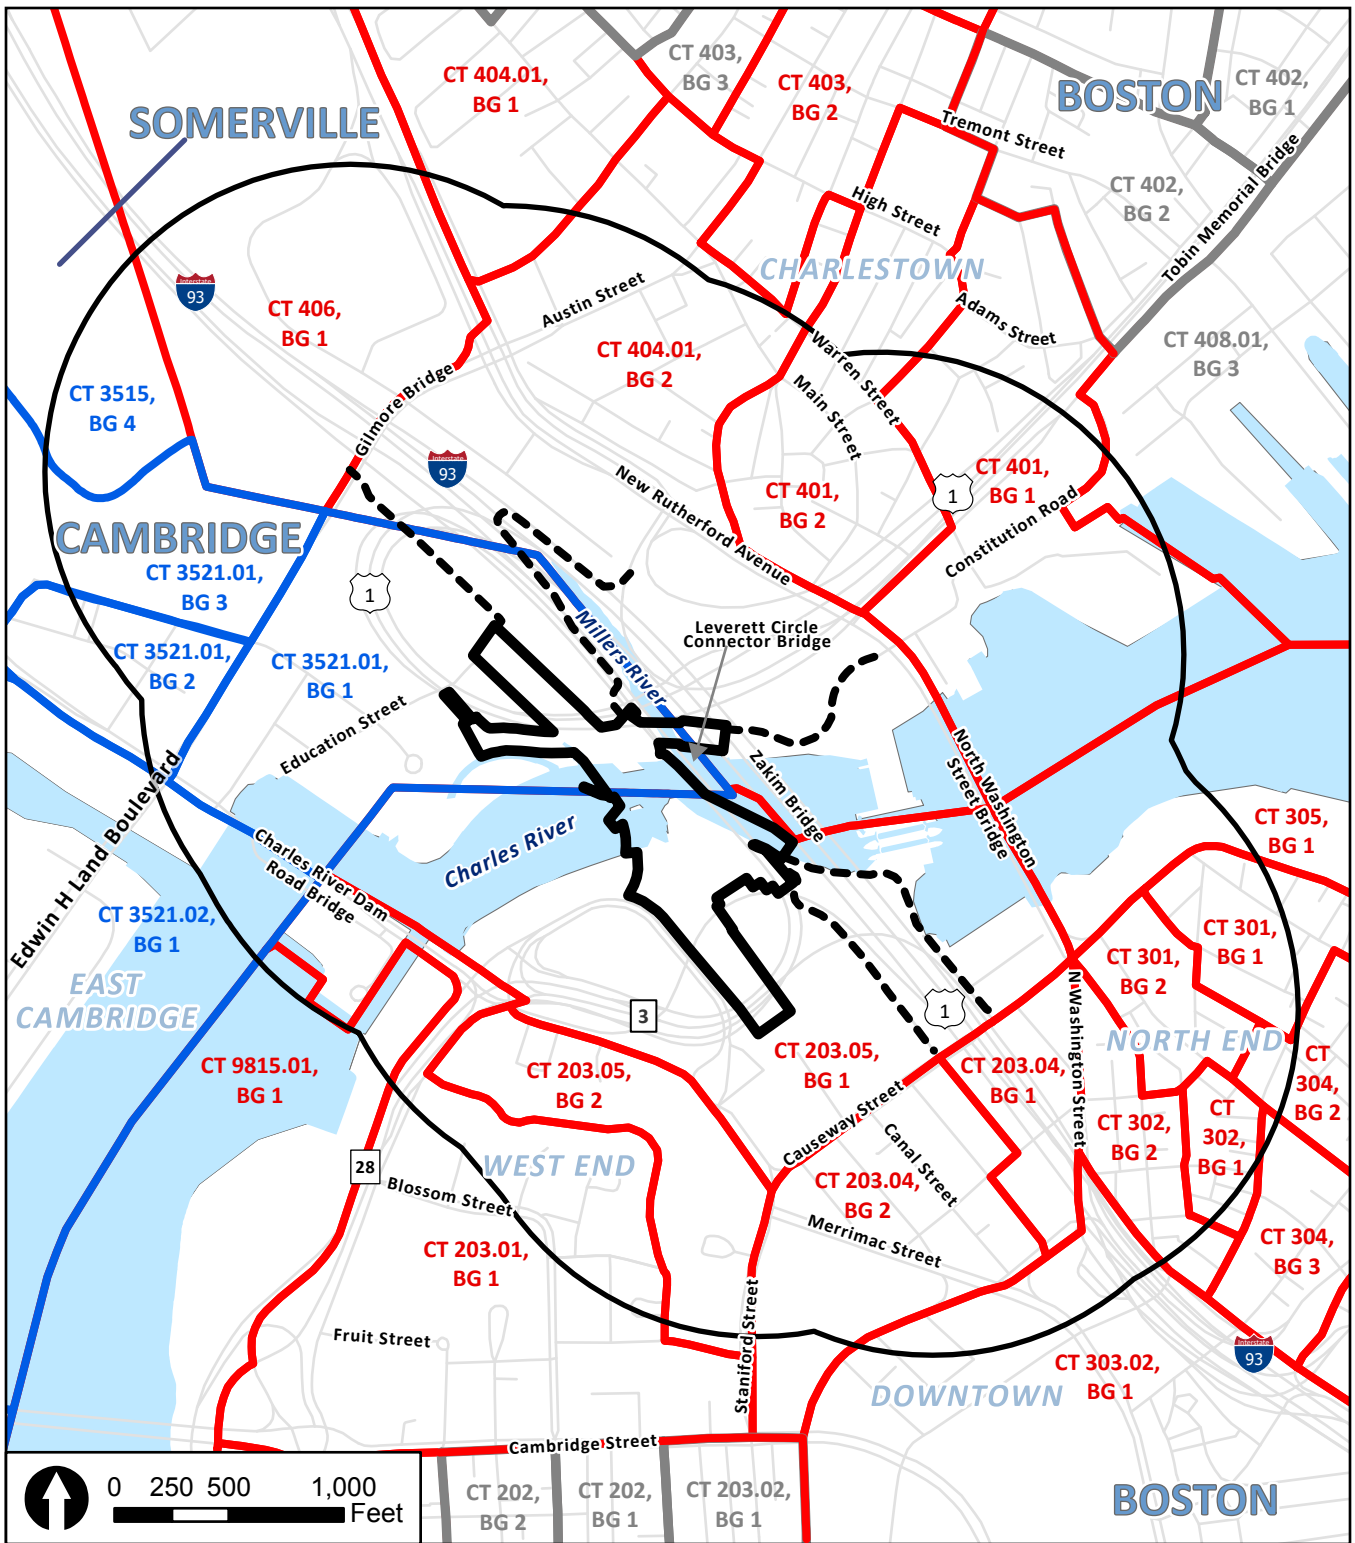 CT 404.01,
BG 1
CT 403,
BG 3
CT 403,
BG 2
BOSTON
CT 402,
BG 1
SOMERVILLE
Tremont Street
CT 402,
BG 2
Tobin Memorial Bridge
High Street
CHARLESTOWN
Interstate
93
CT 406,
BG 1
Austin Street
Adams Street
CT 404.01,
BG 2
Warren Street
CT 408.01,
BG 3
CT 3515,
BG 4
Gilmore Bridge
Main Street
Interstate
93
New Rutherford Avenue
CT 401,
BG 2
1
CT 401,
BG 1
Constitution Road
CAMBRIDGE
CT 3521.01,
BG 3
1
Millers River
Leverett Circle
Connector Bridge
CT 3521.01,
BG 2
CT 3521.01,
BG 1
Education Street
Zakim Bridge
North Washington
Street Bridge
Edwin H Land Boulevard
Charles River
Charles River Dam
Road Bridge
CT 305,
BG 1
CT 3521.02,
BG 1
CT 301,
BG 1
CT 301,
BG 2
EAST
CAMBRIDGE
3
1
N Washington Street
NORTH END
CT 9815.01,
BG 1
CT 203.05,
BG 2
CT 203.05,
BG 1
CT 203.04,
BG 1
CT
304,
BG 2
Causeway Street
CT 302,
BG 2
CT
302,
BG 1
Canal Street
28
WEST END
Blossom Street
CT 203.04,
BG 2
Merrimac Street
CT 203.01,
BG 1
CT 304,
BG 3
Fruit Street
Staniford Street
Interstate
93
CT 303.02,
BG 1
DOWNTOWN
Cambridge Street
0 250 500 1,000
Feet
CT 202,
BG 2
CT 202,
BG 1
CT 203.02,
BG 1
BOSTON